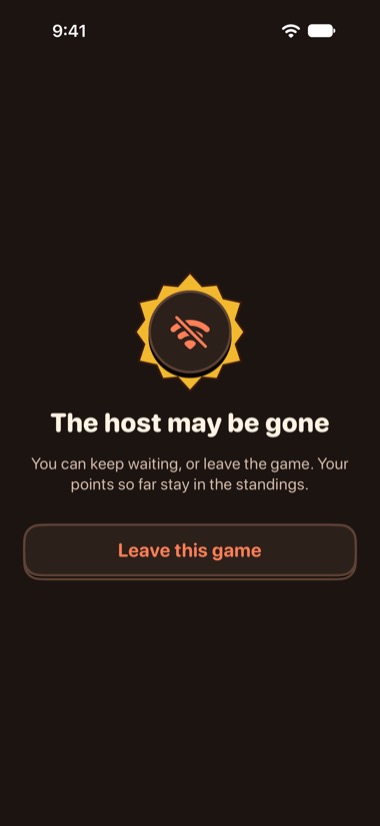 9:41
The host may be gone
You can keep waiting, or leave the game. Your
points so far stay in the standings.
Leave this game